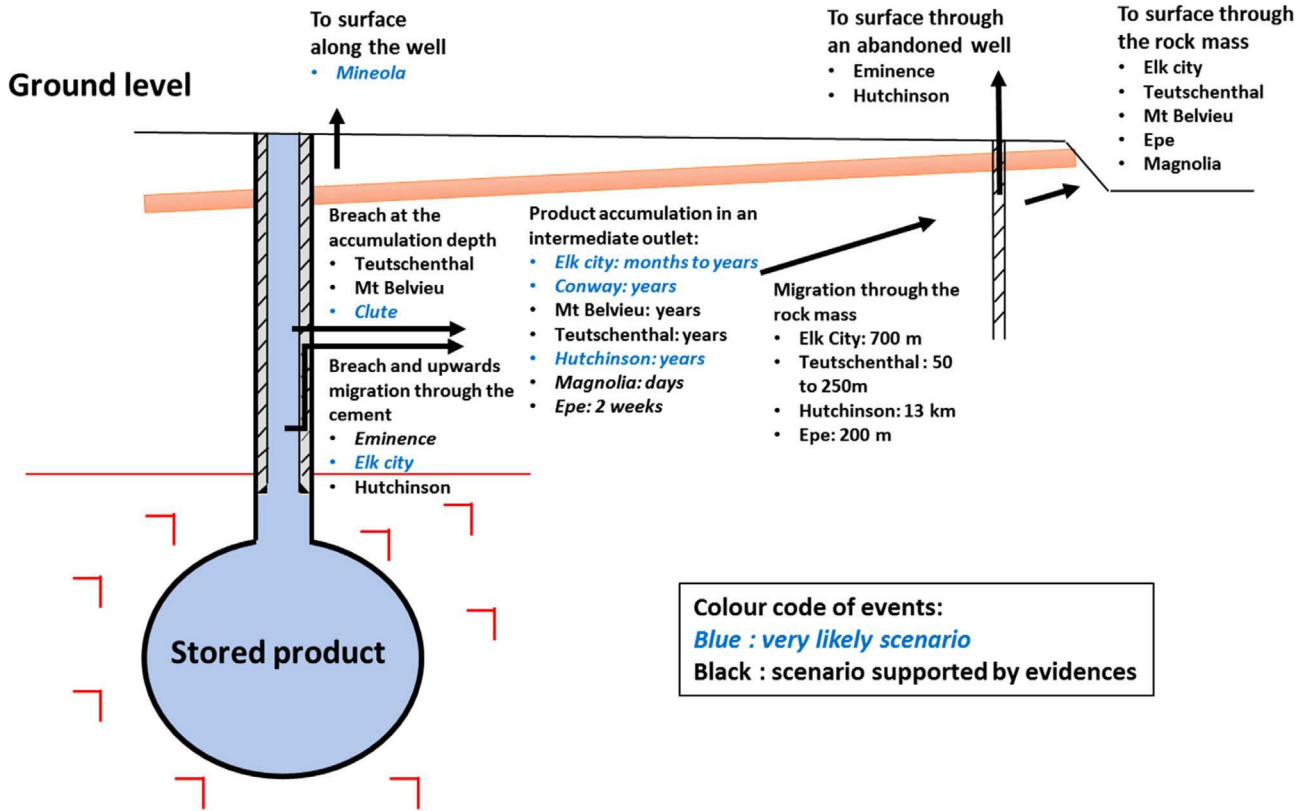 To surface
along the well
• Mineola
To surface through
an abandoned well
• Eminence
• Hutchinson
To surface through
the rock mass
• Elk city
• Teutschenthal
• Mt Belvieu
• Epe
• Magnolia
Ground level
Breach at the
accumulation depth
• Teutschenthal
• Mt Belvieu
• Clute
Breach and upwards
migration through the
cement
• Eminence
• Elk city
• Hutchinson
Product accumulation in an
intermediate outlet:
• Elk city: months to years
• Conway: years
• Mt Belvieu: years
• Teutschenthal: years
• Hutchinson: years
• Magnolia: days
• Epe: 2 weeks
Migration through the
rock mass
• Elk City: 700 m
• Teutschenthal : 50
to 250m
• Hutchinson: 13 km
• Epe: 200 m
Stored product
Colour code of events:
Blue : very likely scenario
Black : scenario supported by evidences